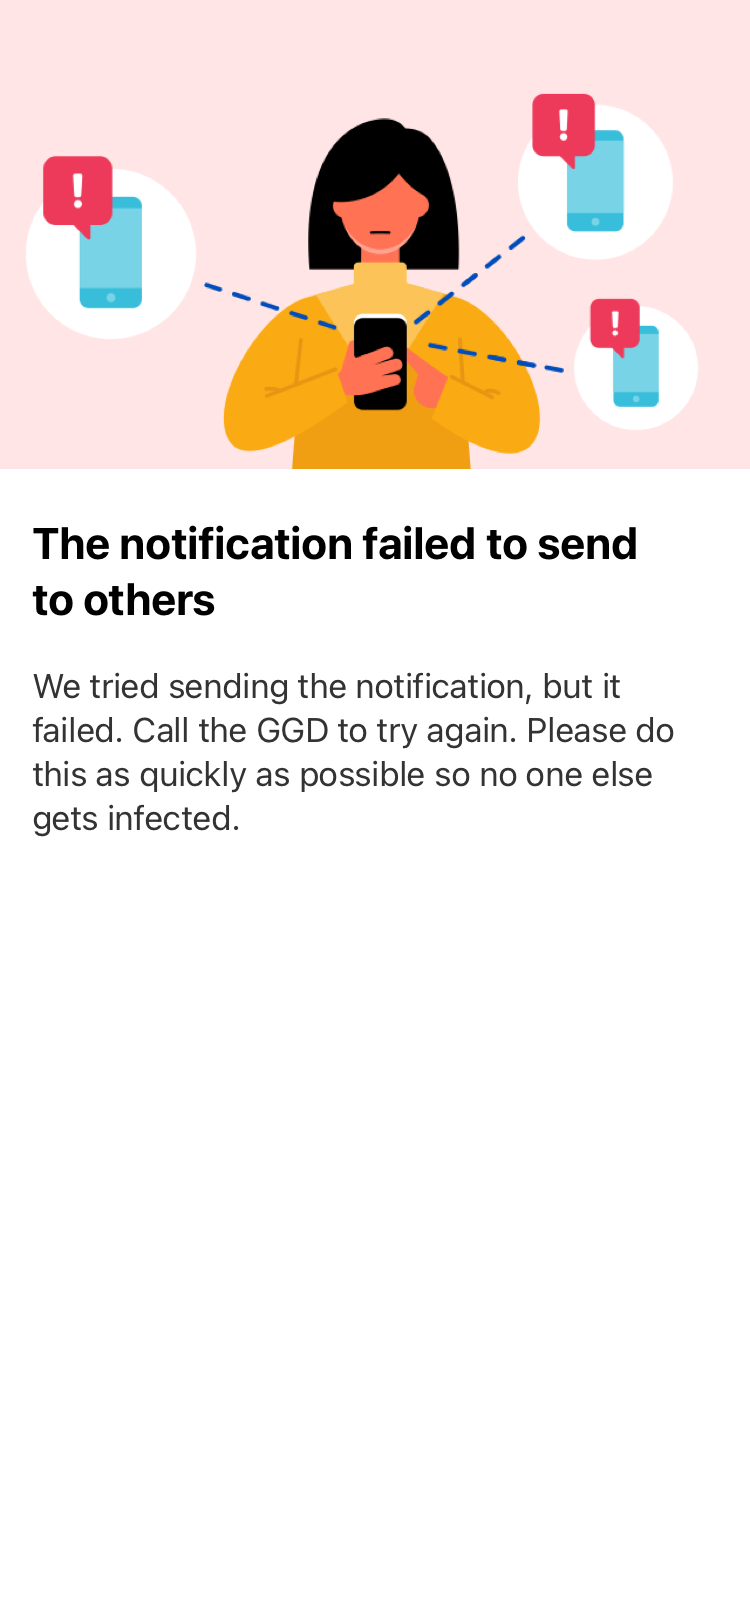 The notification failed to send
to others
We tried sending the notification, but it
failed. Call the GGD to try again. Please do
this as quickly as possible so no one else
gets infected.